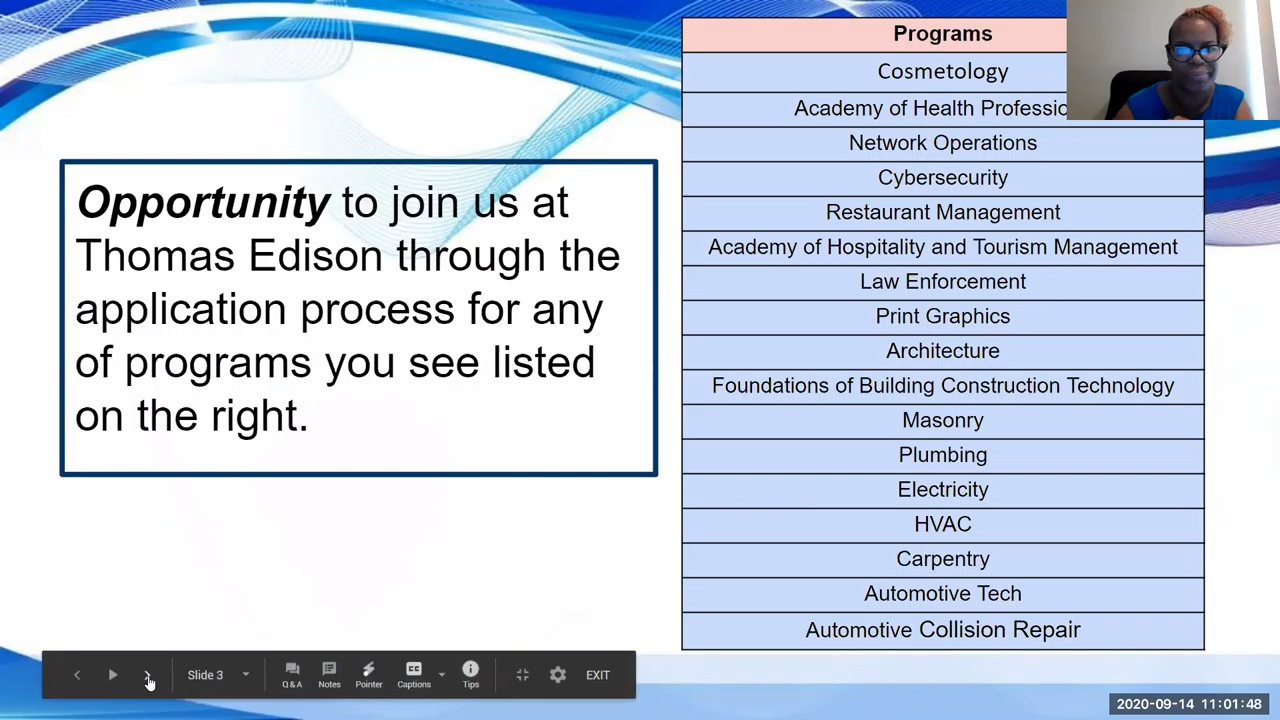 Opportunity to join us at
Thomas Edison through the
application process for any
of programs you see listed
on the right.
Programs
Cosmetology
Academy of Health Professio
Network Operations
Cybersecurity
Restaurant Management
Academy of Hospitality and Tourism Management
Law Enforcement
Print Graphics
Architecture
Foundations of Building Construction Technology
Masonry
Plumbing
Electricity
HVAC
Carpentry
Automotive Tech
Automotive Collision Repair
Slide 3
Q & A
Notes
Pointer
CC
Captions
Tips
EXIT
2020-09-14 11:01:48